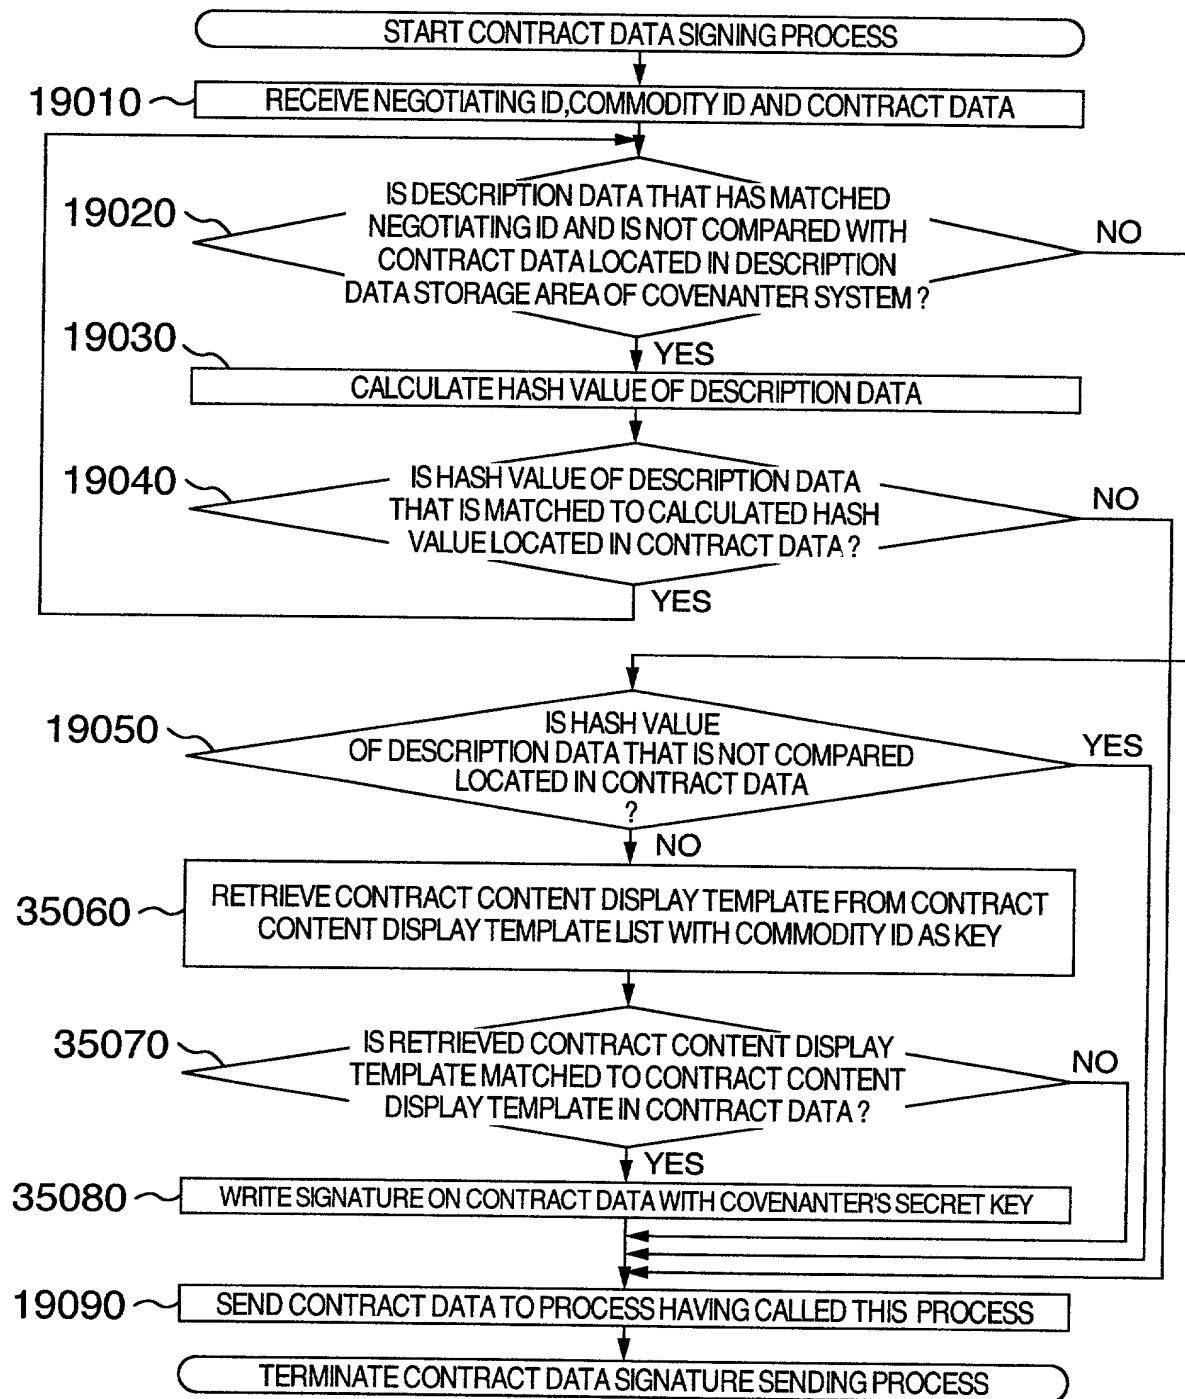 START CONTRACT DATA SIGNING PROCESS
19010
RECEIVE NEGOTIATING ID,COMMODITY ID AND CONTRACT DATA
19020
IS DESCRIPTION DATA THAT HAS MATCHED
NEGOTIATING ID AND IS NOT COMPARED WITH
CONTRACT DATA LOCATED IN DESCRIPTION
DATA STORAGE AREA OF COVENANTER SYSTEM ?
NO
YES
19030
CALCULATE HASH VALUE OF DESCRIPTION DATA
19040
IS HASH VALUE OF DESCRIPTION DATA
THAT IS MATCHED TO CALCULATED HASH
VALUE LOCATED IN CONTRACT DATA ?
NO
YES
19050
IS HASH VALUE
OF DESCRIPTION DATA THAT IS NOT COMPARED
LOCATED IN CONTRACT DATA
?
YES
NO
35060
RETRIEVE CONTRACT CONTENT DISPLAY TEMPLATE FROM CONTRACT
CONTENT DISPLAY TEMPLATE LIST WITH COMMODITY ID AS KEY
35070
IS RETRIEVED CONTRACT CONTENT DISPLAY
TEMPLATE MATCHED TO CONTRACT CONTENT
DISPLAY TEMPLATE IN CONTRACT DATA ?
NO
YES
35080
WRITE SIGNATURE ON CONTRACT DATA WITH COVENANTER'S SECRET KEY
19090
SEND CONTRACT DATA TO PROCESS HAVING CALLED THIS PROCESS
TERMINATE CONTRACT DATA SIGNATURE SENDING PROCESS